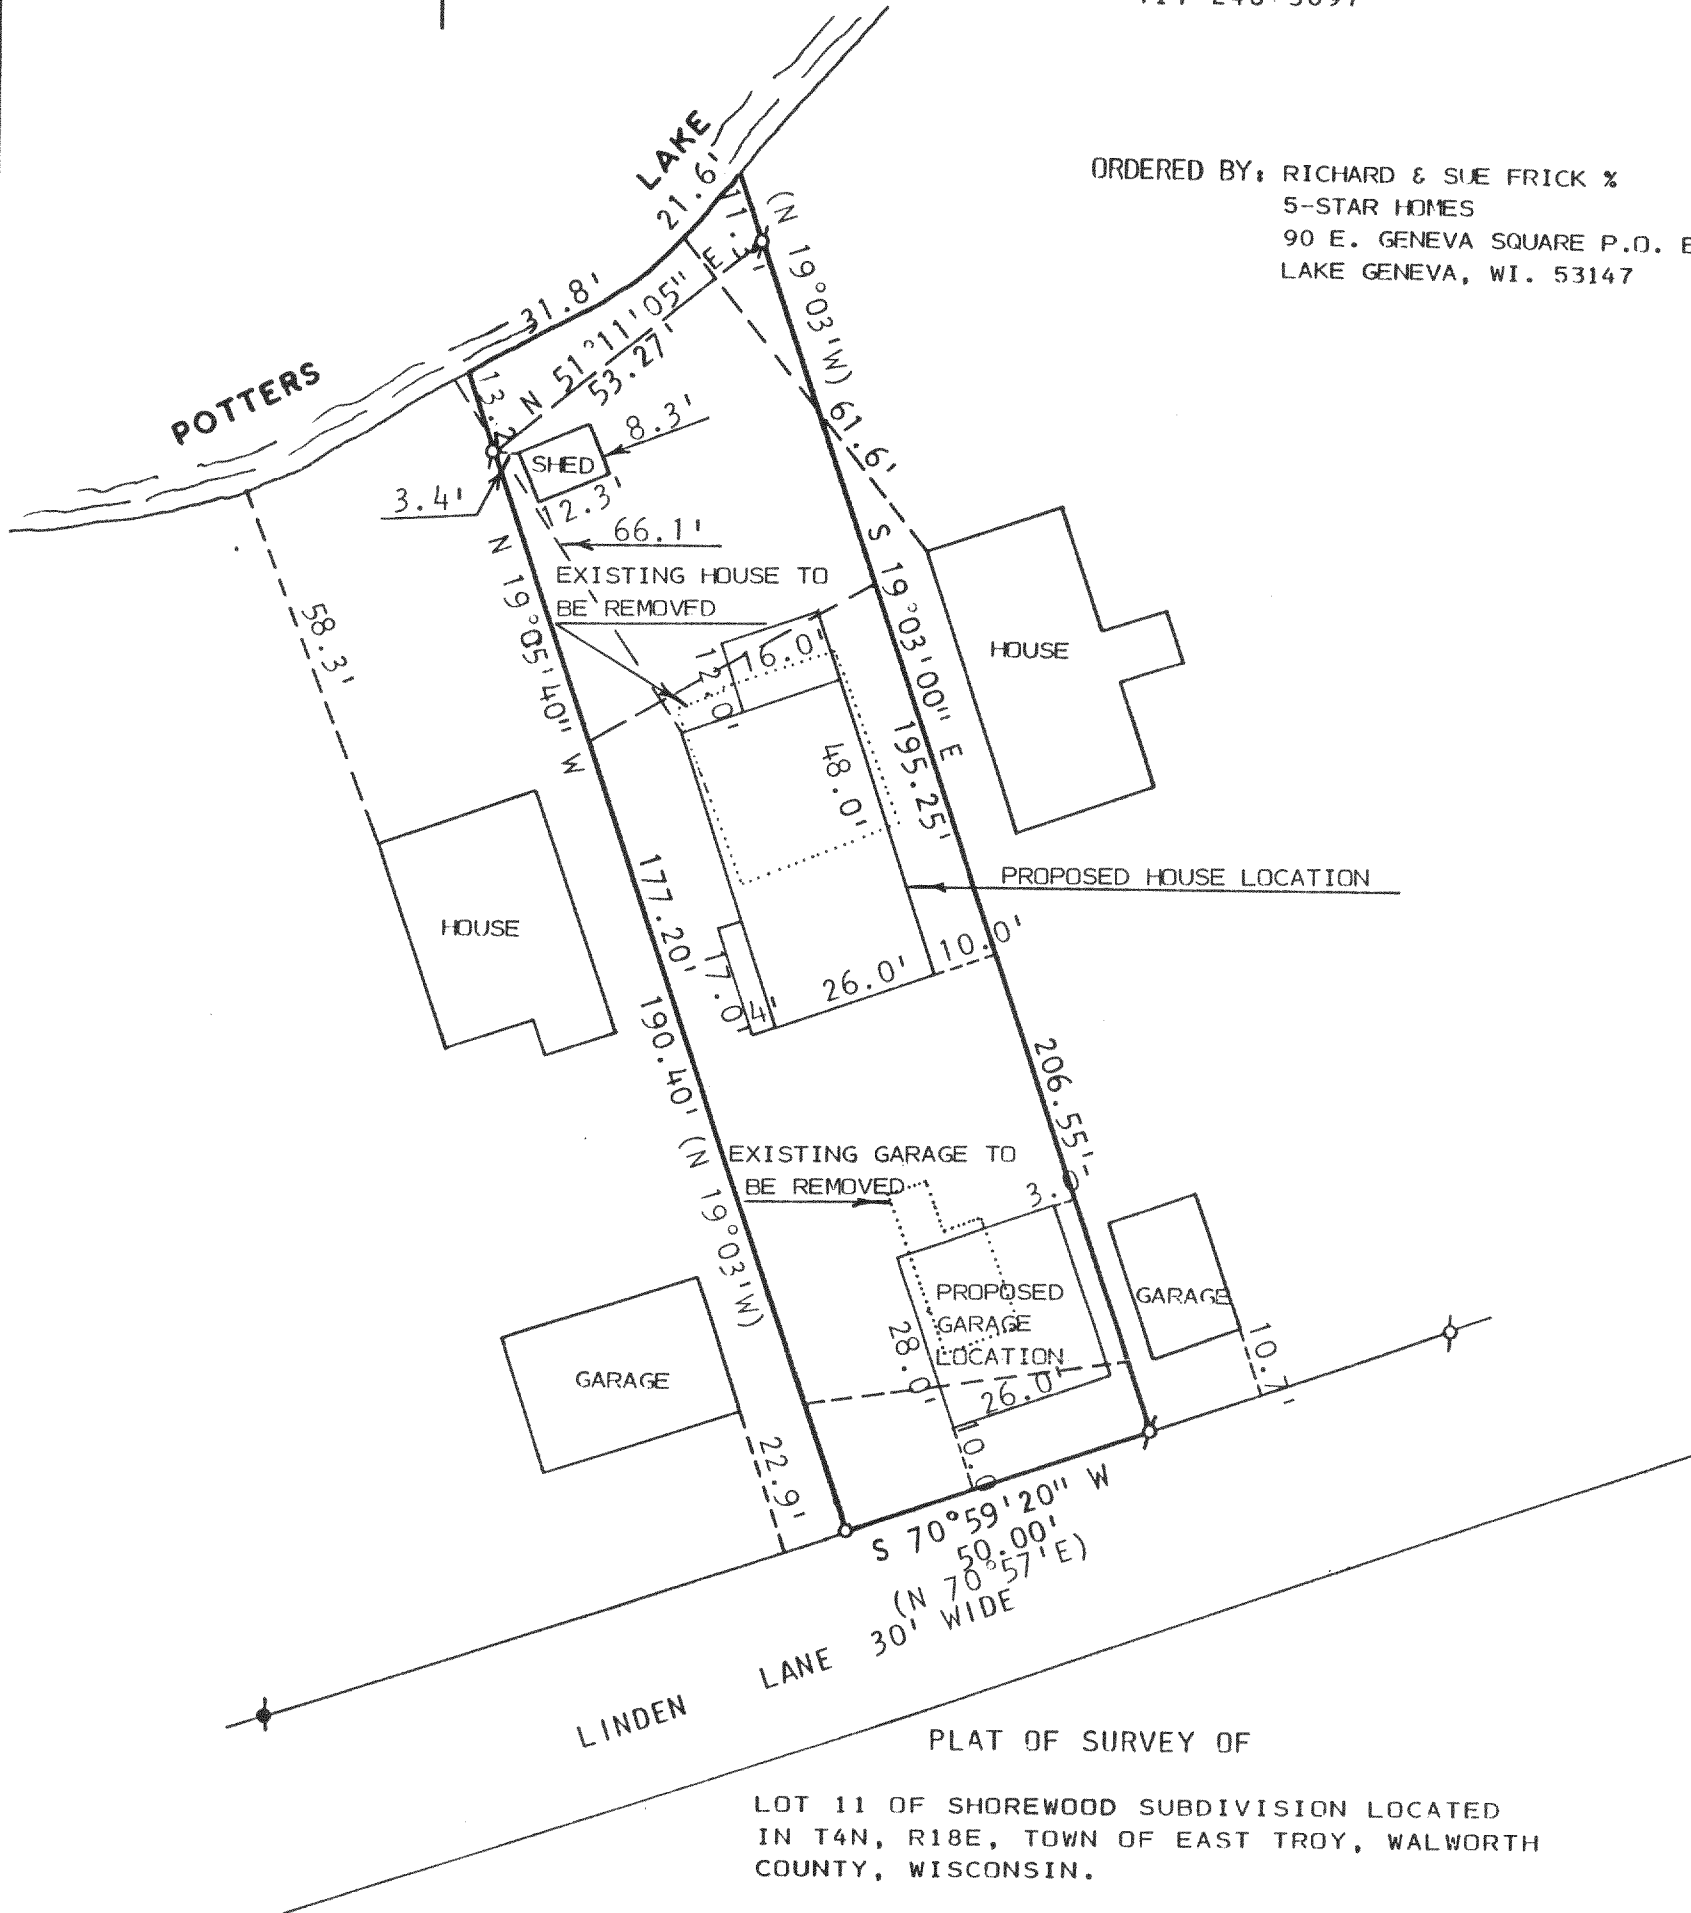 ORDERED BY: RICHARD & SUE FRICK %
5-STAR HOMES
90 E. GENEVA SQUARE P.O.
LAKE GENEVA, WI. 53147
POTTERS
LAKE
21.6'
31.8'
N 51°11'05" E
53.27'
(N 19°03'W)
61.6'
SHED
8.3'
12.3'
3.4'
66.1'
58.3'
EXISTING HOUSE TO
BE REMOVED
N 19°05'40" W
S 19°03'00" E
195.25'
16.0'
12.0'
48.0'
HOUSE
HOUSE
PROPOSED HOUSE LOCATION
177.20'
190.40' (N 19°03'W)
17.0'
4'
26.0'
10.0'
206.55'
EXISTING GARAGE TO
BE REMOVED
3.0'
PROPOSED
GARAGE
LOCATION
28.0'
26.0'
10.0
GARAGE
GARAGE
10.7'
22.9'
S 70°59'20" W
50.00'
(N 70°57'E)
LINDEN LANE 30' WIDE
PLAT OF SURVEY OF
LOT 11 OF SHOREWOOD SUBDIVISION LOCATED
IN T4N, R18E, TOWN OF EAST TROY, WALWORTH
COUNTY, WISCONSIN.